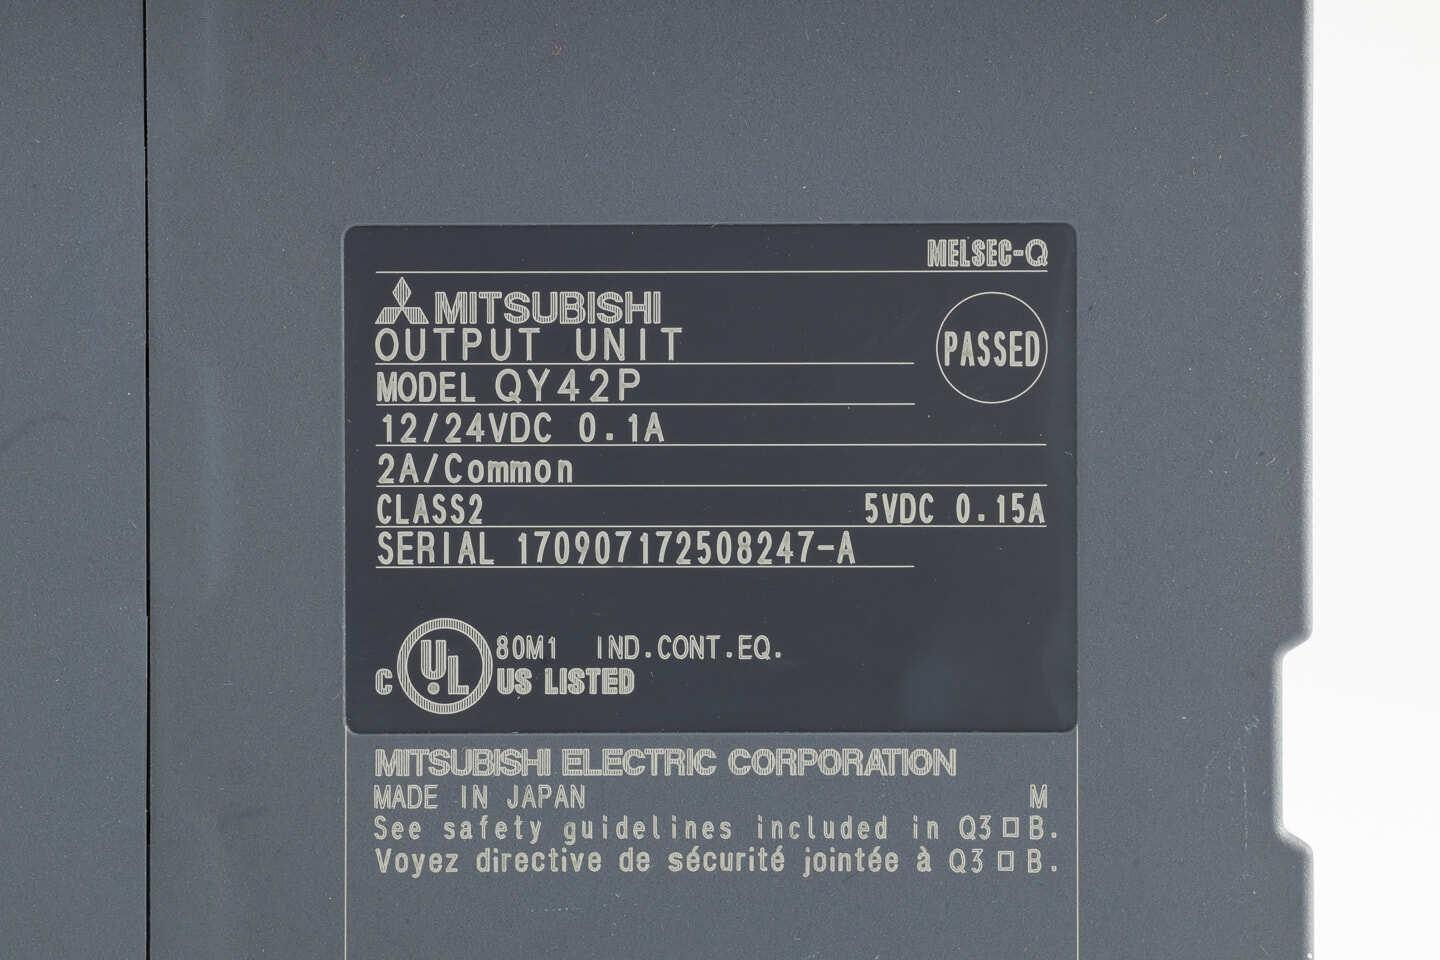 MELSEC-Q
MITSUBISHI
OUTPUT UNIT
PASSED
MODEL QY42P
12/24VDC 0.1A
2A/Common
CLASS2 5VDC 0.15A
SERIAL 170907172508247-A
80M1 IND.CONT.EQ.
C UL US LISTED
MITSUBISHI ELECTRIC CORPORATION
MADE IN JAPAN M
See safety guidelines included in Q3□B.
Voyez directive de sécurité jointée à Q3□B.